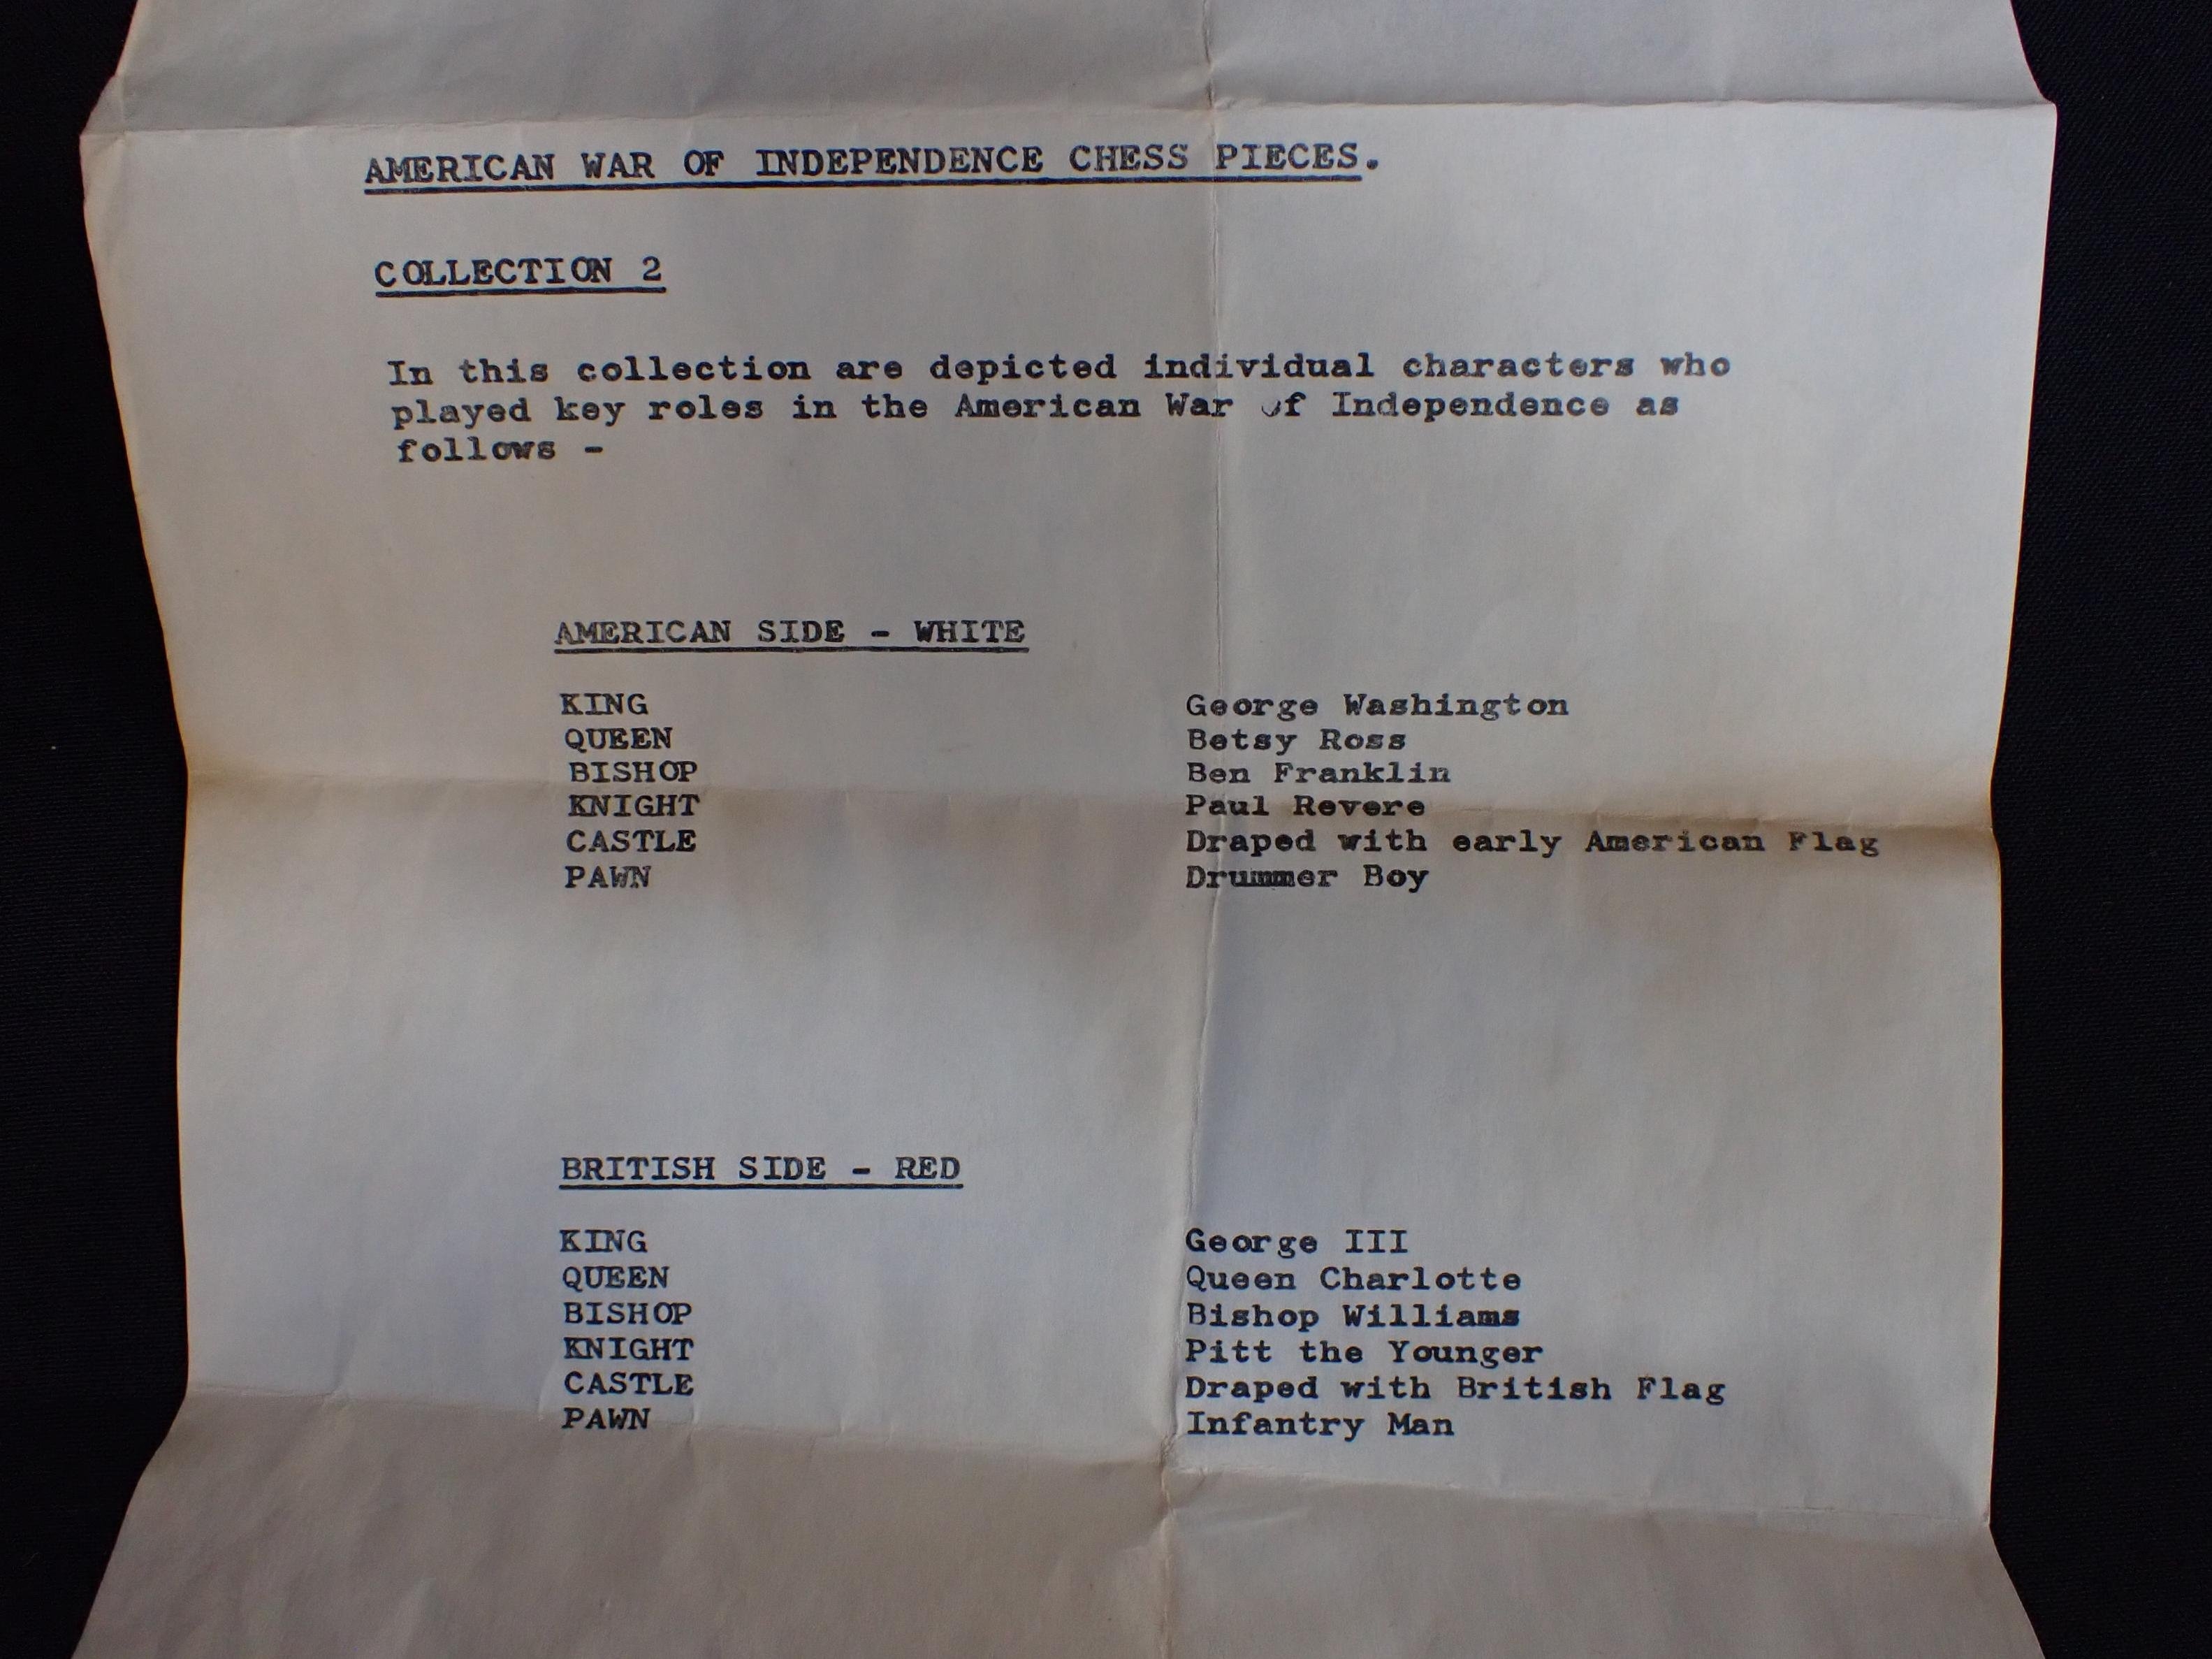 AMERICAN WAR OF INDEPENDENCE CHESS PIECES.
COLLECTION 2
In this collection are depicted individual characters who
played key roles in the American War of Independence as
follows -
AMERICAN SIDE - WHITE
KING George Washington
QUEEN Betsy Ross
BISHOP Ben Franklin
KNIGHT Paul Revere
CASTLE Draped with early American Flag
PAWN Drummer Boy
BRITISH SIDE - RED
KING George III
QUEEN Queen Charlotte
BISHOP Bishop Williams
KNIGHT Pitt the Younger
CASTLE Draped with British Flag
PAWN Infantry Man